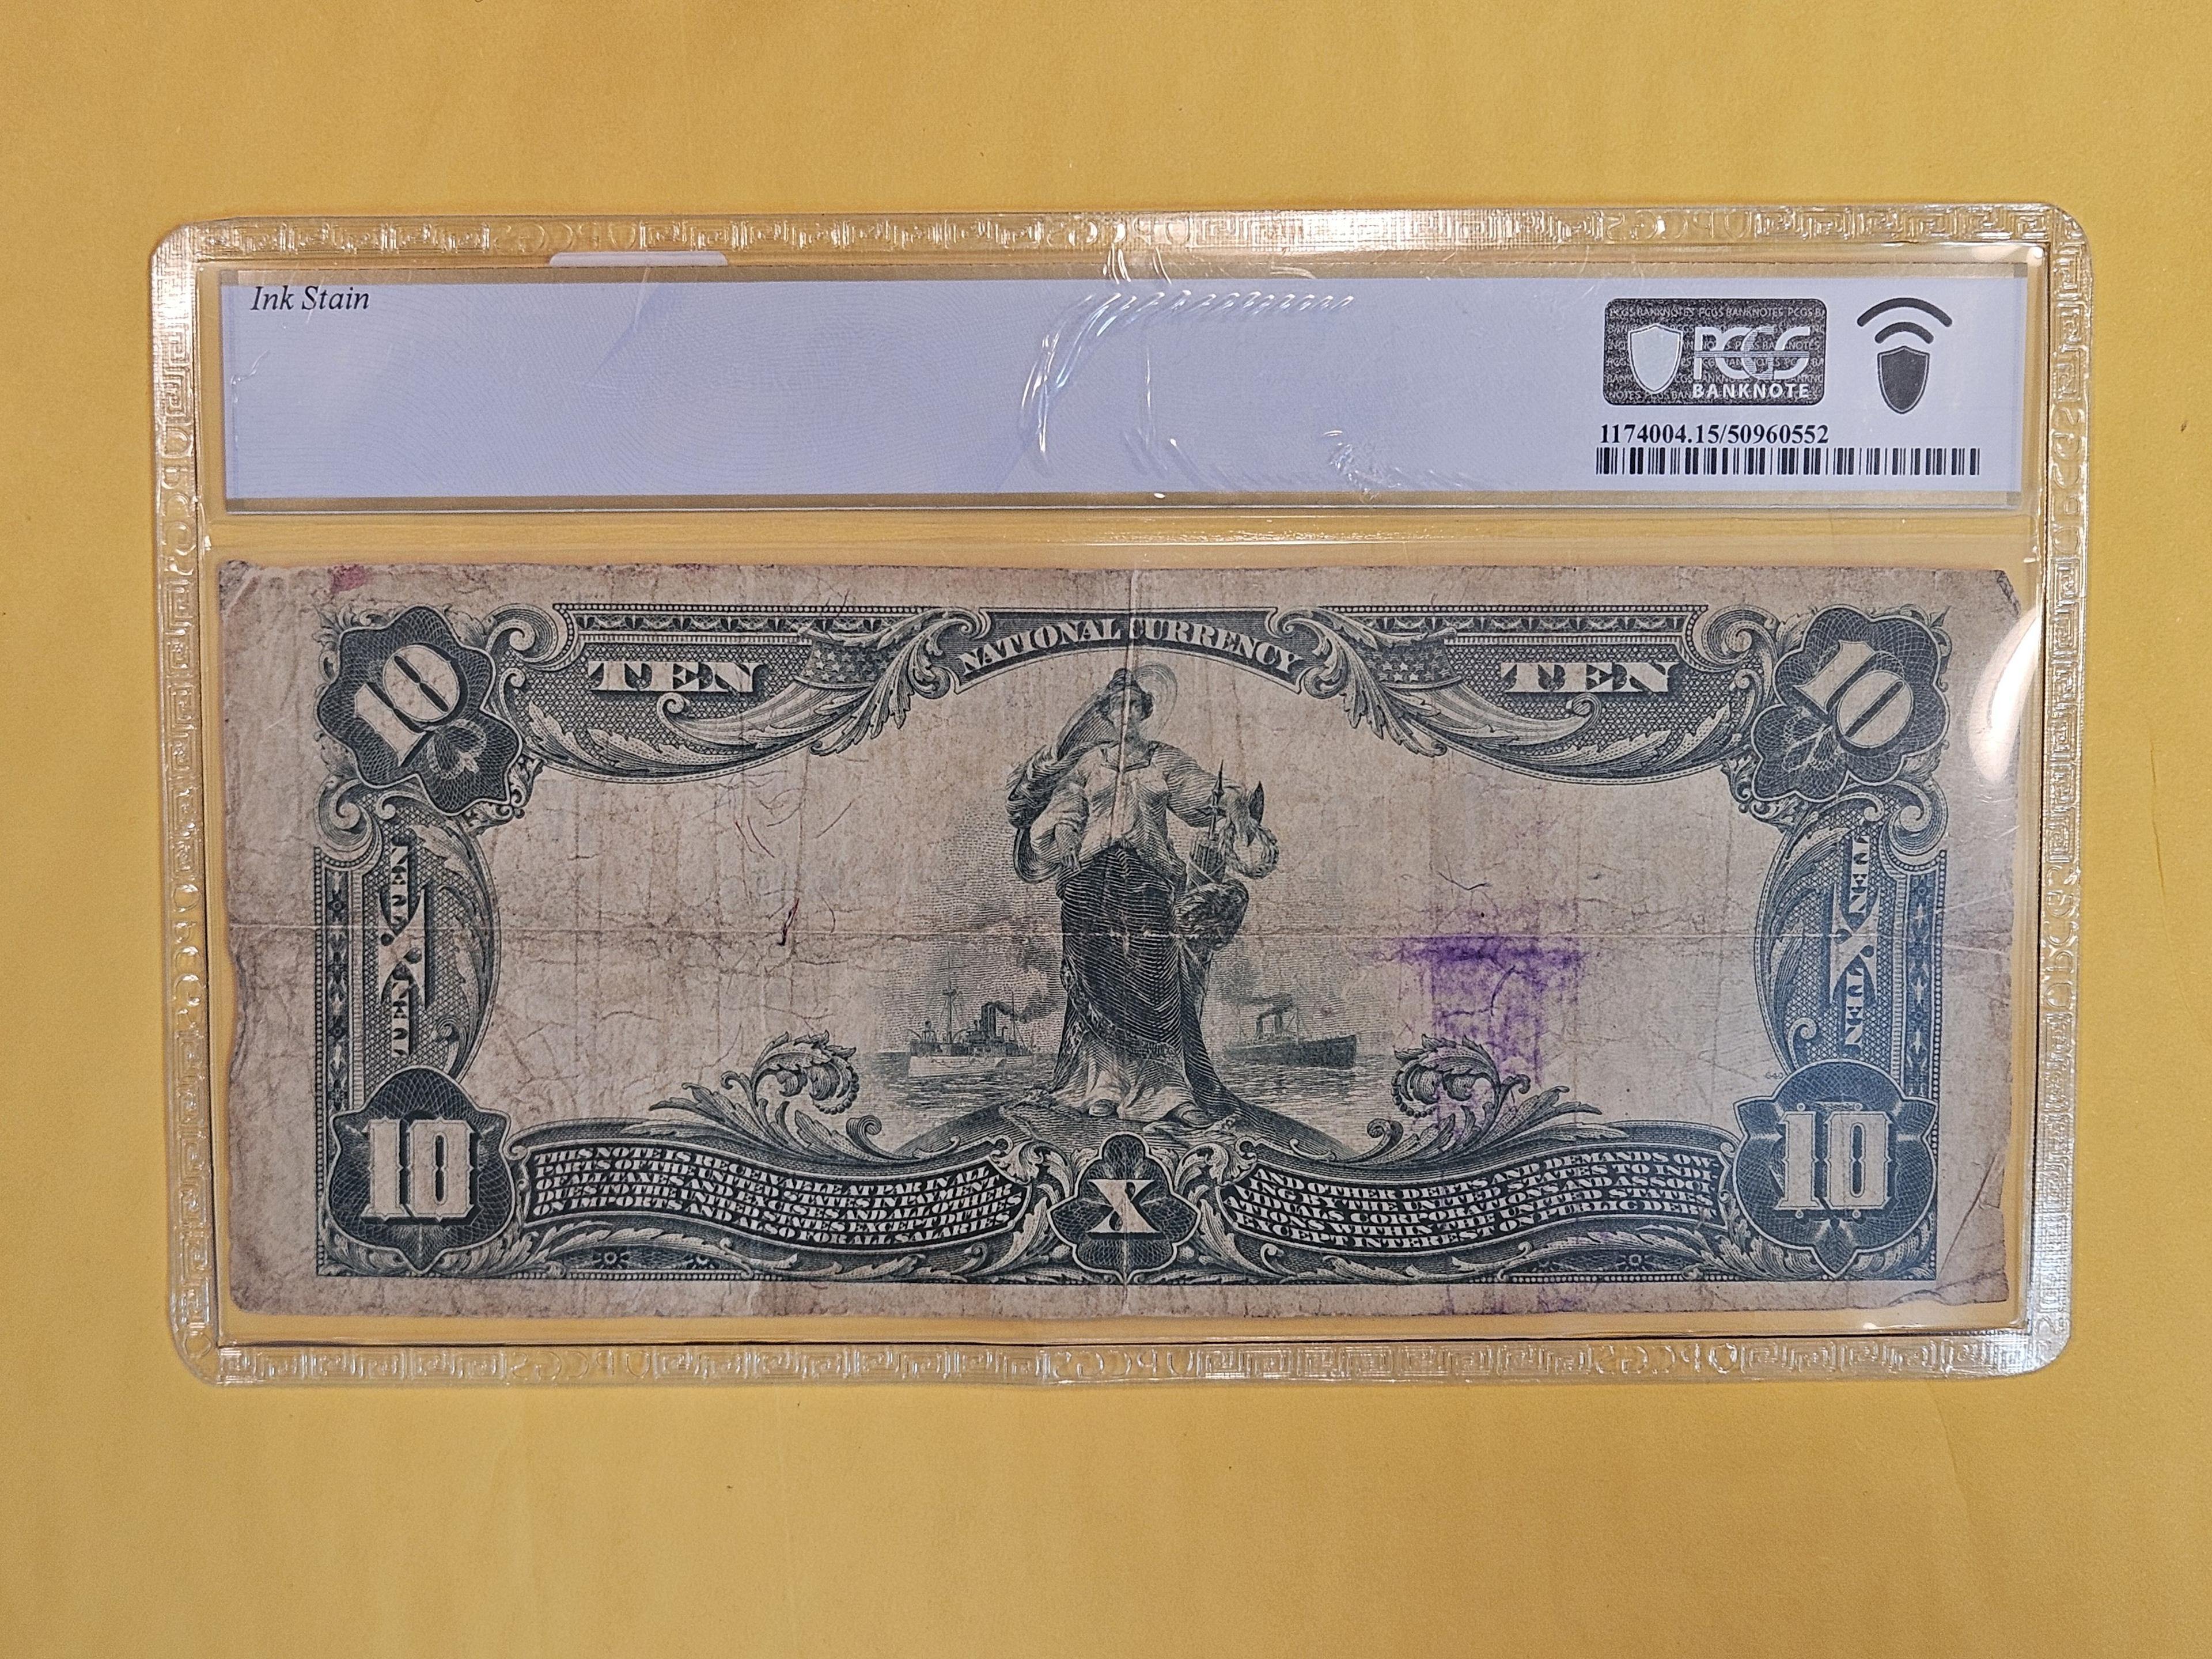 Ink Stain
PCGS
BANKNOTE
1174004.15/50960552
NATIONAL CURRENCY
TEN
TEN
10
10
TEN X TEN
TEN X TEN
10
10
X
THIS NOTE IS RECEIVABLE AT PAR IN ALL
PARTS OF THE UNITED STATES IN PAYMENT
OF ALL TAXES AND EXCISES AND ALL OTHER
DUES TO THE UNITED STATES EXCEPT DUTIES
ON IMPORTS AND ALSO FOR ALL SALARIES
AND OTHER DEBTS AND DEMANDS OW-
ING BY THE UNITED STATES TO INDI-
VIDUALS, CORPORATIONS AND ASSOCI-
ATIONS WITHIN THE UNITED STATES
EXCEPT INTEREST ON PUBLIC DEBT